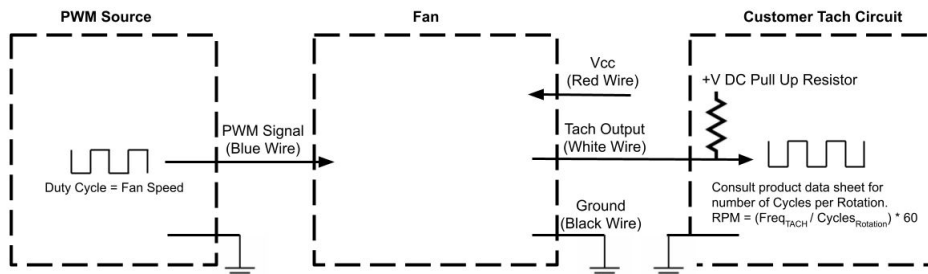 PWM Source
Fan
Customer Tach Circuit
Vcc
(Red Wire)
+V DC Pull Up Resistor
PWM Signal
(Blue Wire)
Tach Output
(White Wire)
Duty Cycle = Fan Speed
Consult product data sheet for
number of Cycles per Rotation.
RPM = (FreqTACH / CyclesRotation) * 60
Ground
(Black Wire)